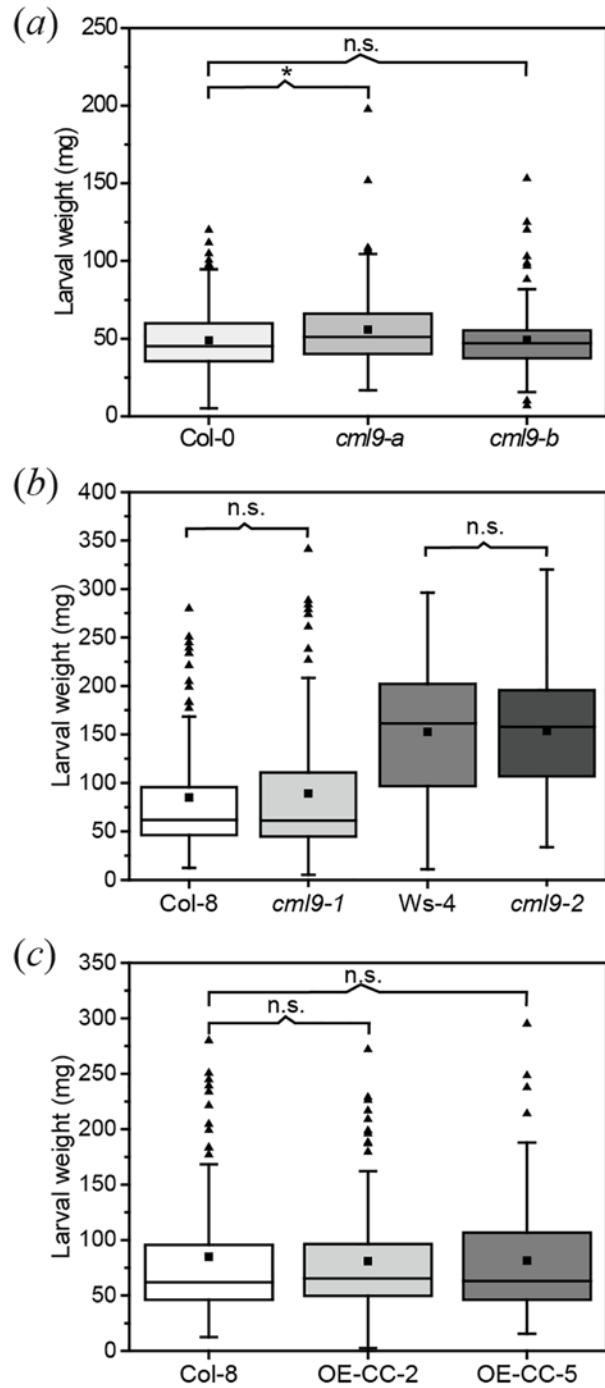 (a)
250
200
150
100
50
0
Larval weight (mg)
n.s.
*
Col-0 cml9-a cml9-b
(b)
400
350
300
250
200
150
100
50
0
Larval weight (mg)
n.s. n.s.
Col-8 cml9-1 Ws-4 cml9-2
(c)
350
300
250
200
150
100
50
0
Larval weight (mg)
n.s.
n.s.
Col-8 OE-CC-2 OE-CC-5